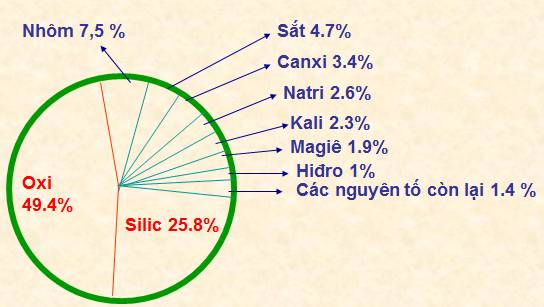 Nhôm 7,5 %
Sắt 4.7%
Canxi 3.4%
Natri 2.6%
Kali 2.3%
Magiê 1.9%
Hiđro 1%
Các nguyên tố còn lại 1.4 %
Oxi
49.4%
Silic 25.8%